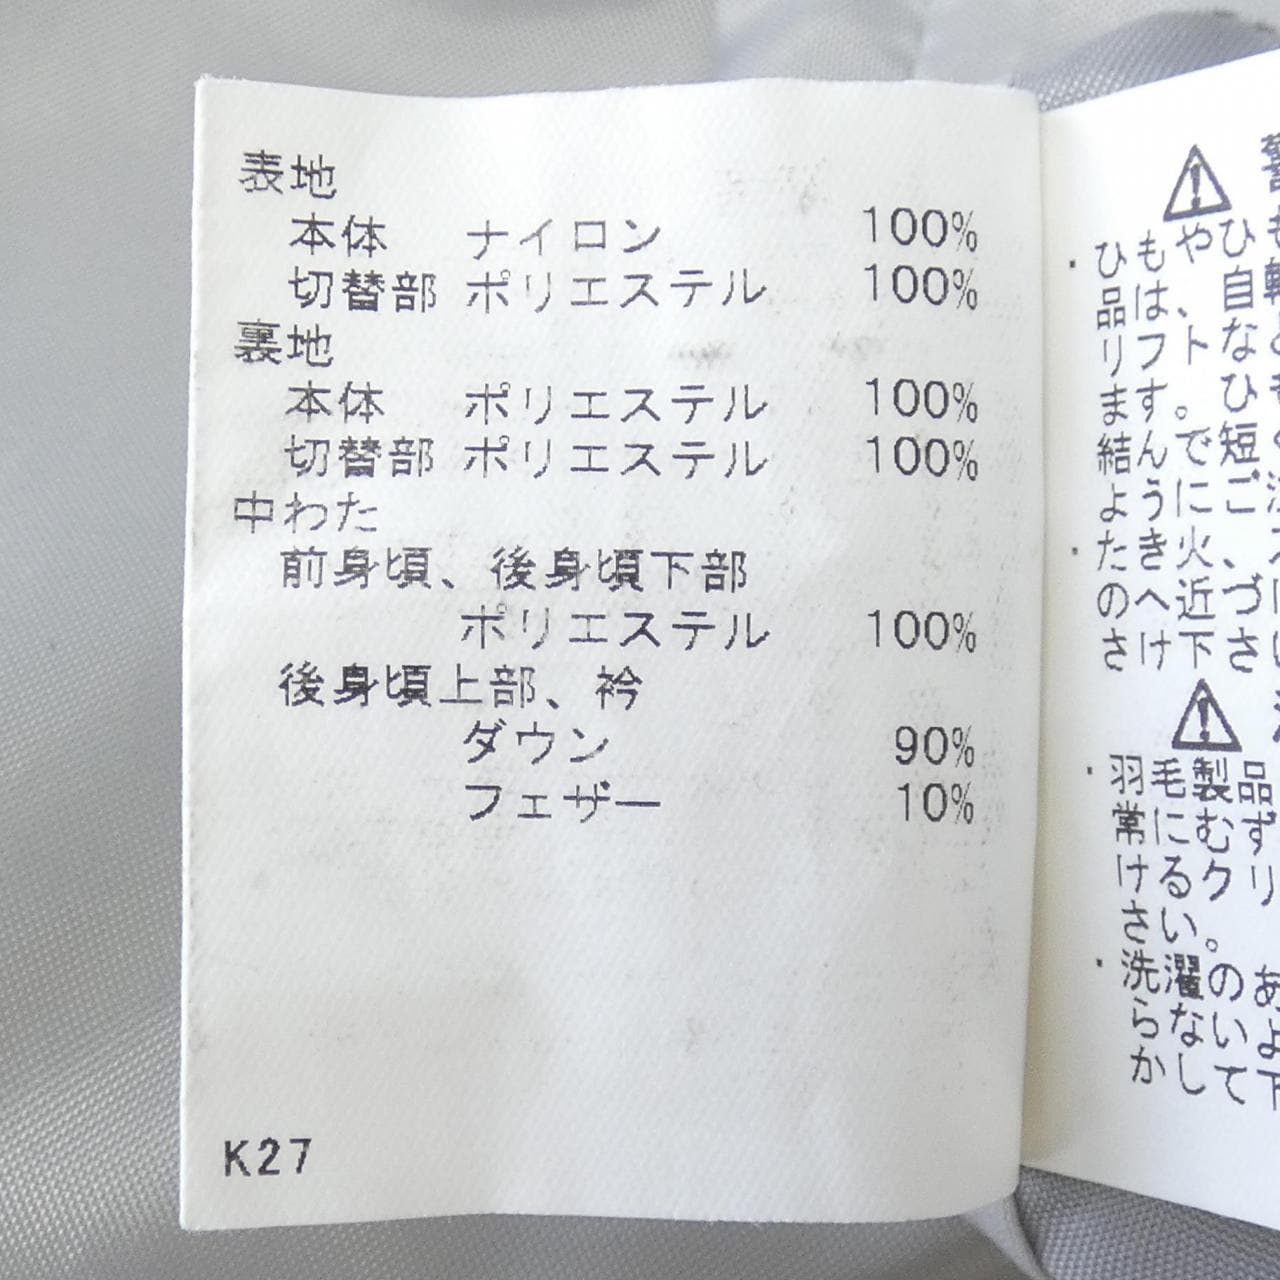 表地
本体 ナイロン 100%
切替部 ポリエステル 100%
裏地
本体 ポリエステル 100%
切替部 ポリエステル 100%
中わた
前身頃、後身頃下部
ポリエステル 100%
後身頃上部、衿
ダウン 90%
フェザー 10%
K27
・ひもや、ひ
品は、自
リフトな
ます。ひ
結んで短
ようにご
・たき火、
のへ近づ
さけ下さ
・羽毛製品
常にむず
けるクリ
さい。
・洗濯のあ
らないよ
かして下